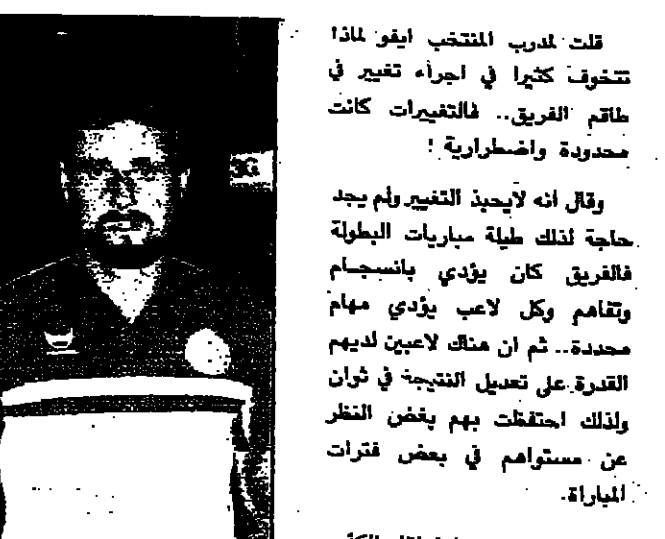 قلت لمدرب المنتخب ايفو لماذا
تتخوف كثيرا في اجراء تغيير في
طاقم الفريق.. فالتغييرات كانت
محدودة واضطرارية !
وقال انه لايحبذ التغيير ولم يجد
حاجة لذلك طيلة مباريات البطولة
فالفريق كان يؤدي بانسجام
وتفاهم وكل لاعب يؤدي مهام
محددة.. ثم ان هناك لاعبين لديهم
القدرة على تعديل النتيجة في ثوان
ولذلك احتفظت بهم بغض النظر
عن مستواهم في بعض فترات
المباراة.